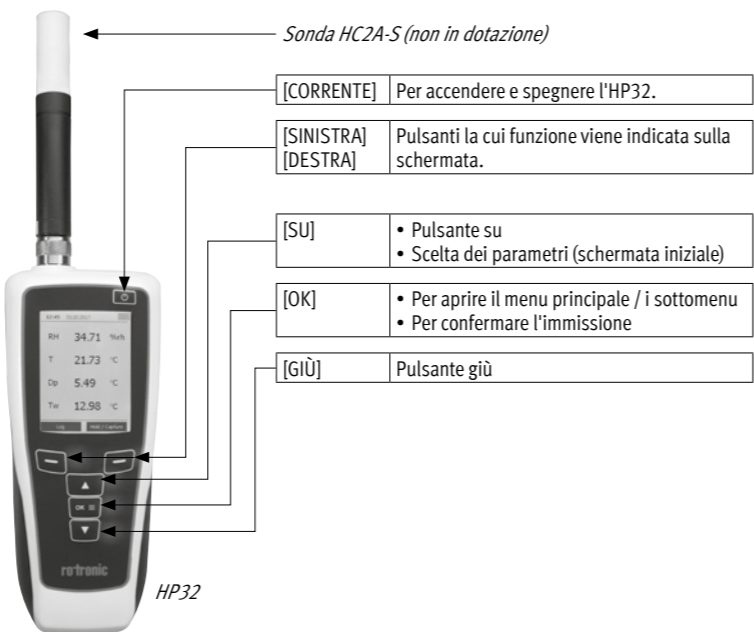 Sonda HC2A-S (non in dotazione)
[CORRENTE] Per accendere e spegnere l'HP32.
[SINISTRA] Pulsanti la cui funzione viene indicata sulla
[DESTRA] schermata.
[SU] • Pulsante su
• Scelta dei parametri (schermata iniziale)
[OK] • Per aprire il menu principale / i sottomenu
• Per confermare l'immissione
[GIÙ] Pulsante giù
RH 34.71 %rh
T 21.73 °C
Dp 5.49 °C
Tw 12.98 °C
Log Hold / Capture
OK
rotronic
HP32